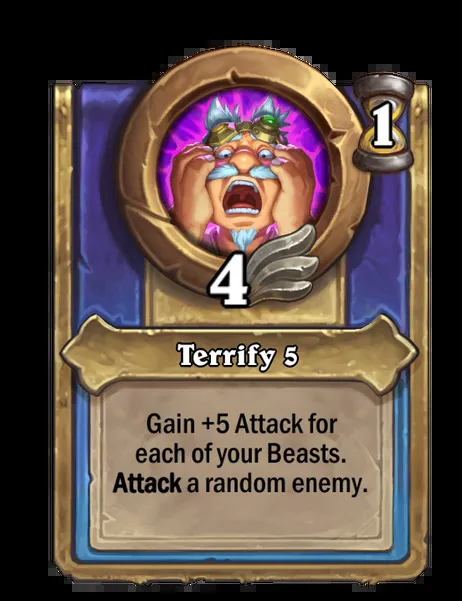 1
4
Terrify 5
Gain +5 Attack for
each of your Beasts.
Attack a random enemy.